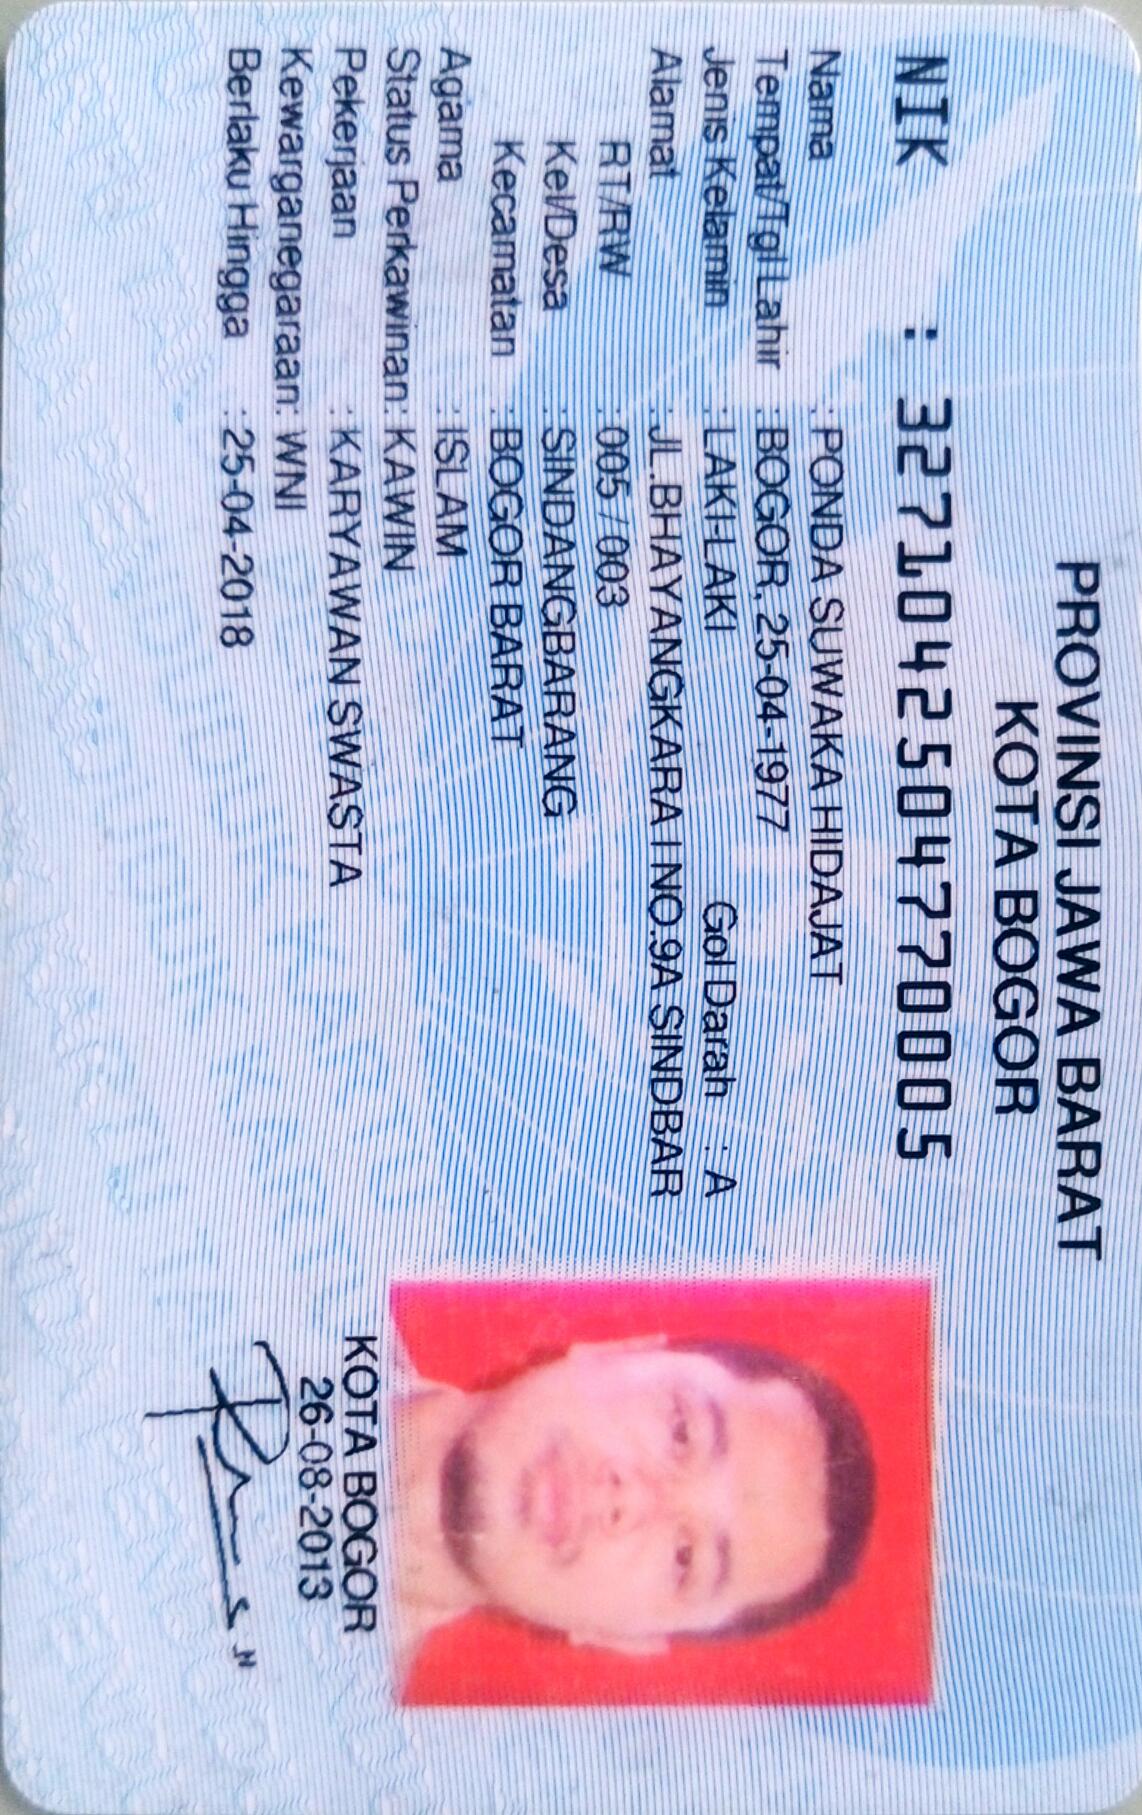 PROVINSI JAWA BARAT
KOTA BOGOR
NIK : 3271042504770005
Nama : PONDA SUWAKA HIDAJAT
Tempat/Tgl Lahir : BOGOR, 25-04-1977
Jenis Kelamin : LAKI-LAKI Gol Darah : A
Alamat : JL.BHAYANGKARA I NO.9A SINDBAR
RT/RW : 005 / 003
Kel/Desa : SINDANGBARANG
Kecamatan : BOGOR BARAT
Agama : ISLAM
Status Perkawinan: KAWIN
Pekerjaan : KARYAWAN SWASTA
Kewarganegaraan: WNI
Berlaku Hingga : 25-04-2018
KOTA BOGOR
26-08-2013